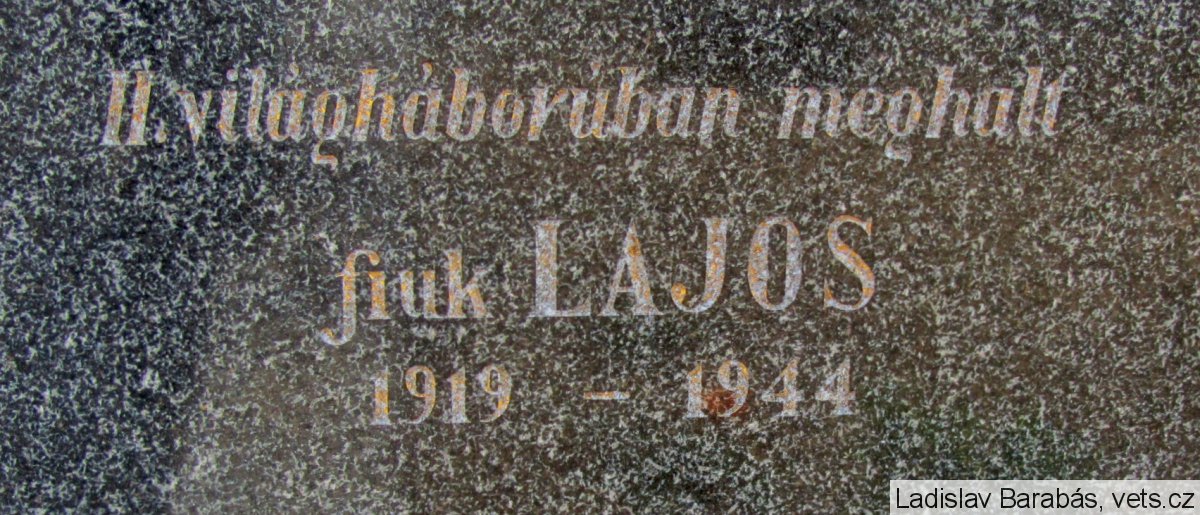 II. világháborúban meghalt
fiuk LAJOS
1919 - 1944
Ladislav Barabás, vets.cz